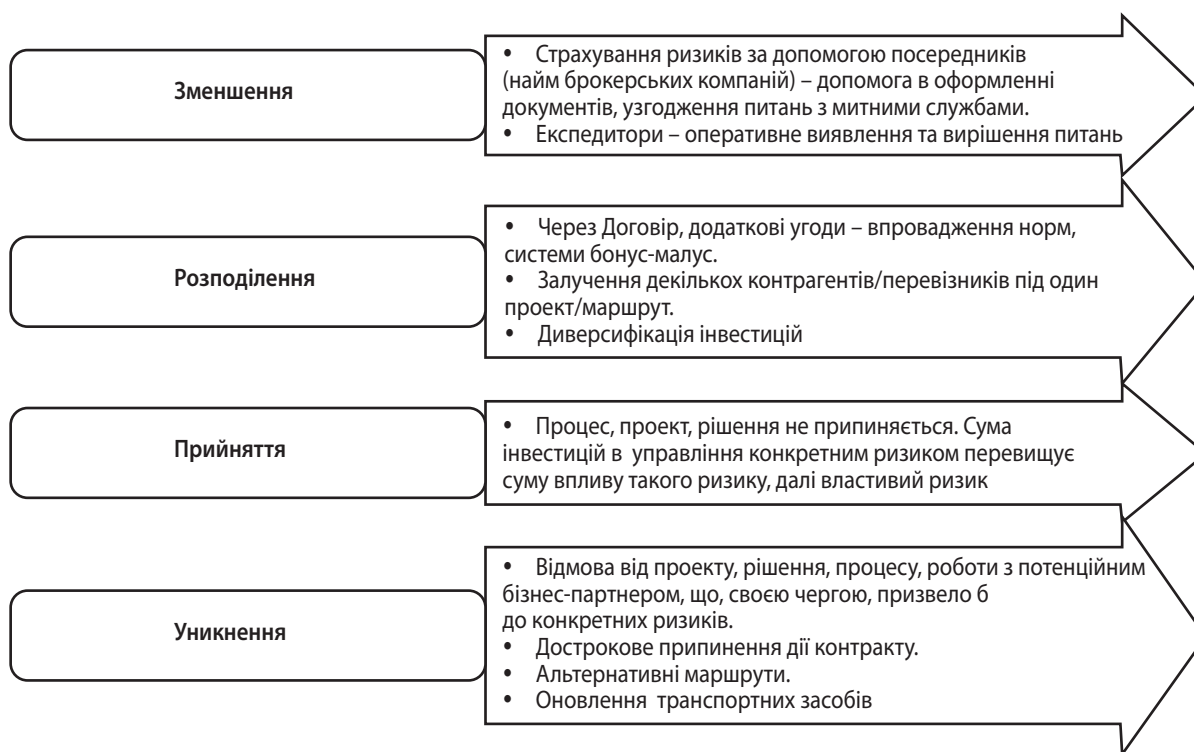 Зменшення
• Страхування ризиків за допомогою посередників
(найм брокерських компаній) – допомога в оформленні
документів, узгодження питань з митними службами.
• Експедитори – оперативне виявлення та вирішення питань
Розподілення
• Через Договір, додаткові угоди – впровадження норм,
системи бонус-малус.
• Залучення декількох контрагентів/перевізників під один
проект/маршрут.
• Диверсифікація інвестицій
Прийняття
• Процес, проект, рішення не припиняється. Сума
інвестицій в управління конкретним ризиком перевищує
суму впливу такого ризику, далі властивий ризик
Уникнення
• Відмова від проекту, рішення, процесу, роботи з потенційним
бізнес-партнером, що, своєю чергою, призвело б
до конкретних ризиків.
• Дострокове припинення дії контракту.
• Альтернативні маршрути.
• Оновлення транспортних засобів